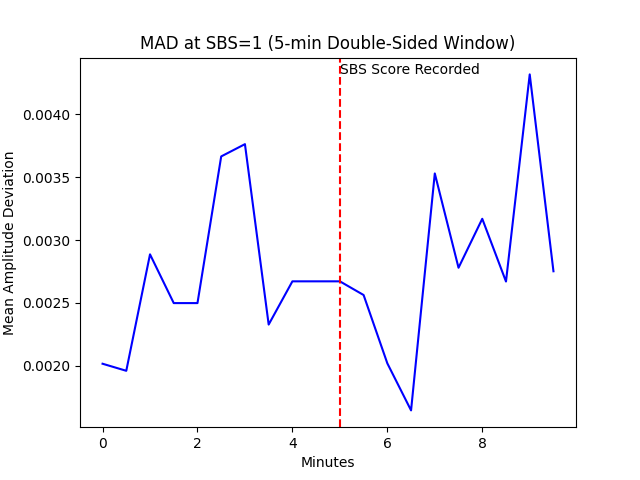 MAD at SBS=1 (5-min Double-Sided Window)
SBS Score Recorded
Mean Amplitude Deviation
0.0040
0.0035
0.0030
0.0025
0.0020
0 2 4 6 8
Minutes